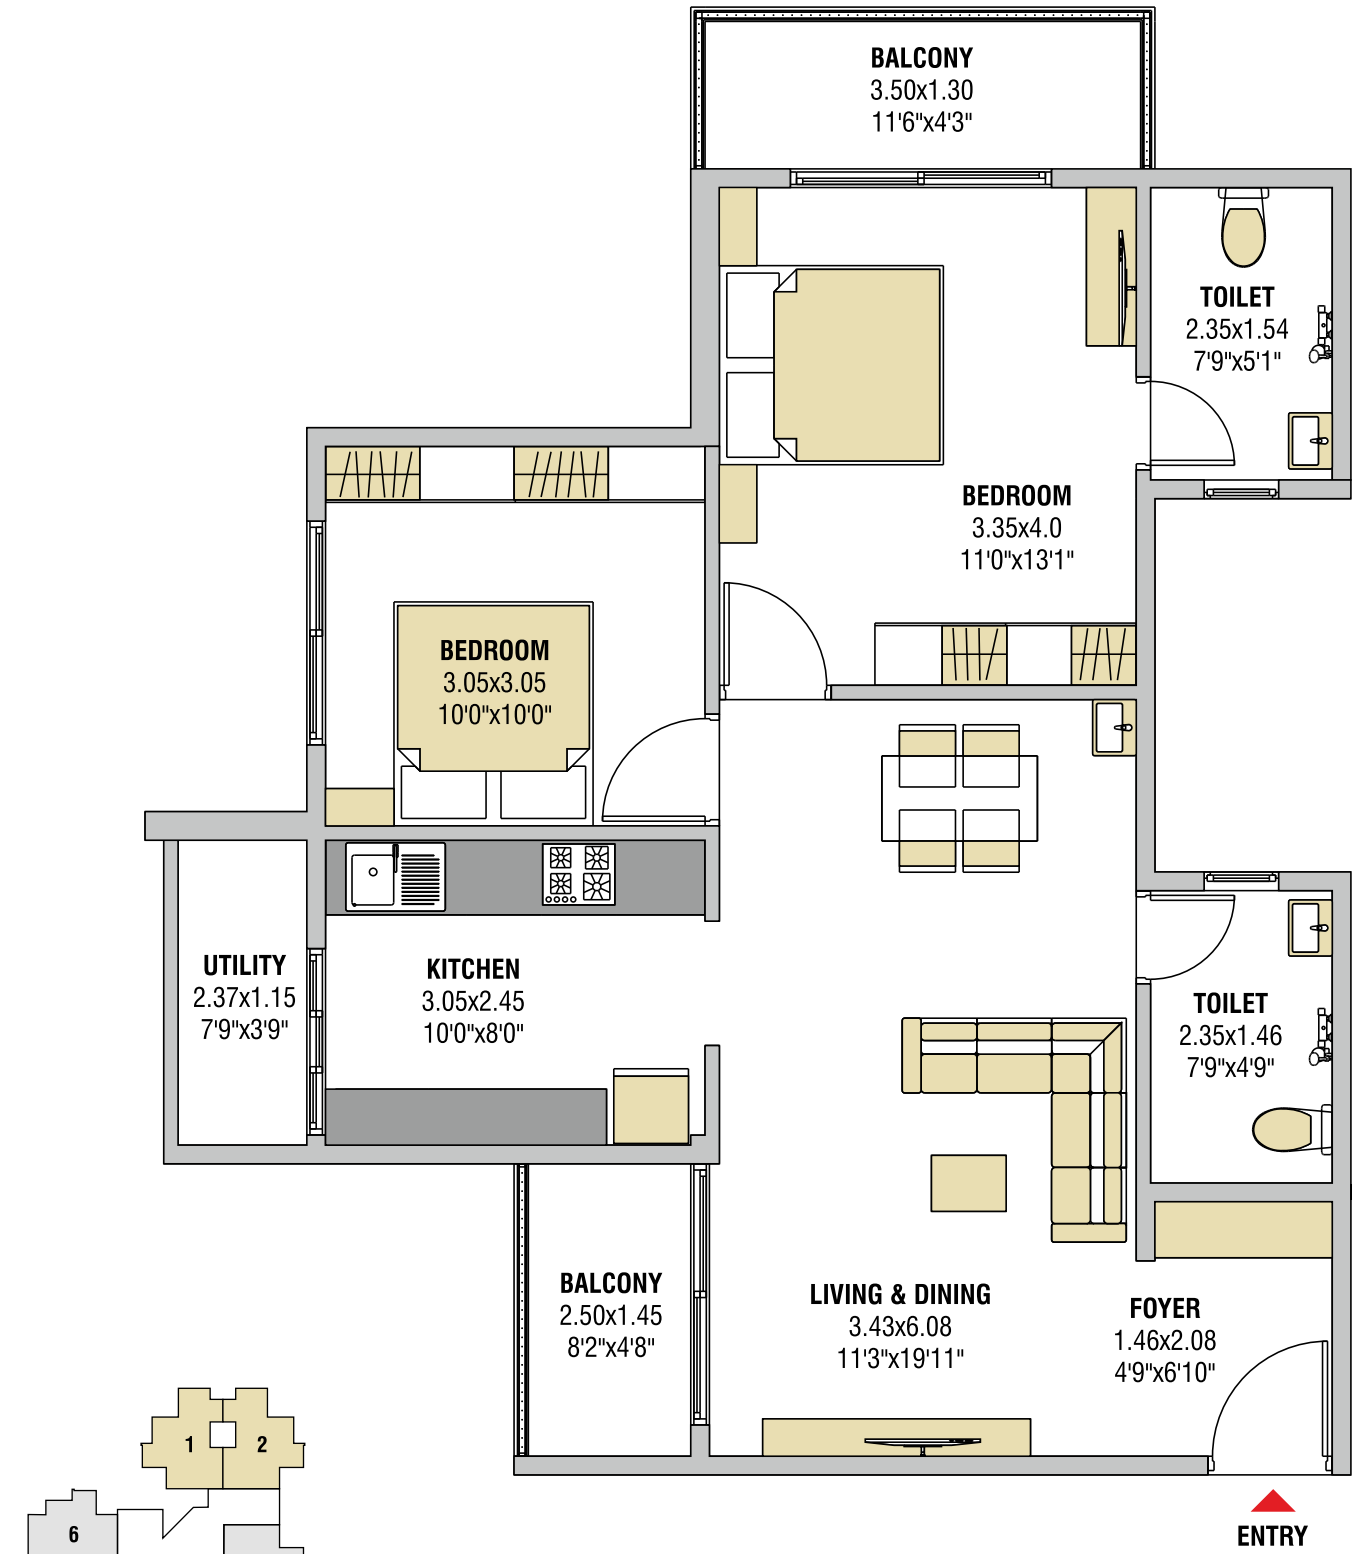 BALCONY
3.50x1.30
11'6"x4'3"
TOILET
2.35x1.54
7'9"x5'1"
BEDROOM
3.35x4.0
11'0"x13'1"
BEDROOM
3.05x3.05
10'0"x10'0"
UTILITY
2.37x1.15
7'9"x3'9"
KITCHEN
3.05x2.45
10'0"x8'0"
TOILET
2.35x1.46
7'9"x4'9"
BALCONY
2.50x1.45
8'2"x4'8"
LIVING & DINING
3.43x6.08
11'3"x19'11"
FOYER
1.46x2.08
4'9"x6'10"
1
2
6
ENTRY